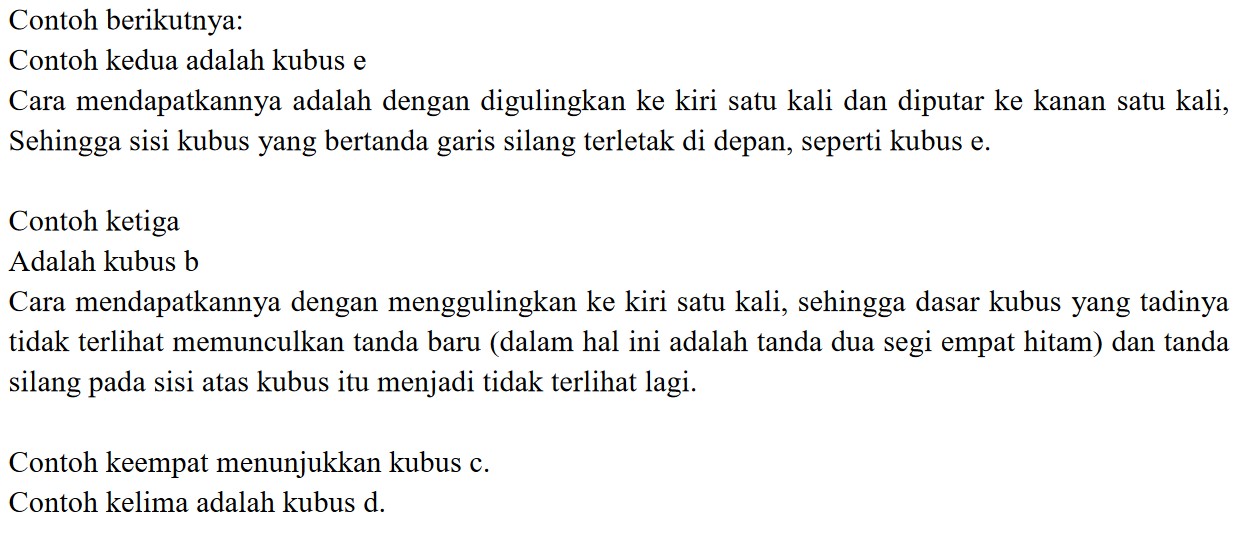 Contoh berikutnya:
Contoh kedua adalah kubus e
Cara mendapatkannya adalah dengan digulingkan ke kiri satu kali dan diputar ke kanan satu kali,
Sehingga sisi kubus yang bertanda garis silang terletak di depan, seperti kubus e.
Contoh ketiga
Adalah kubus b
Cara mendapatkannya dengan menggulingkan ke kiri satu kali, sehingga dasar kubus yang tadinya
tidak terlihat memunculkan tanda baru (dalam hal ini adalah tanda dua segi empat hitam) dan tanda
silang pada sisi atas kubus itu menjadi tidak terlihat lagi.
Contoh keempat menunjukkan kubus c.
Contoh kelima adalah kubus d.